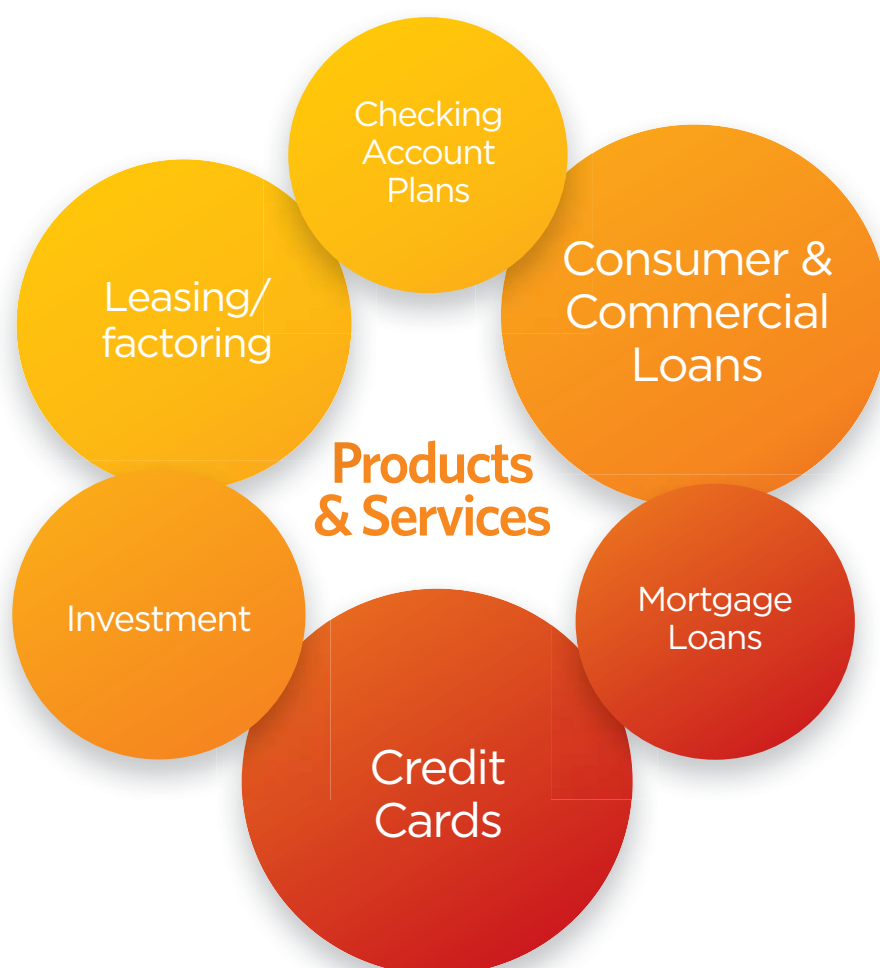 Checking
Account
Plans
Consumer &
Commercial
Loans
Leasing/
factoring
Products
& Services
Investment
Mortgage
Loans
Credit
Cards